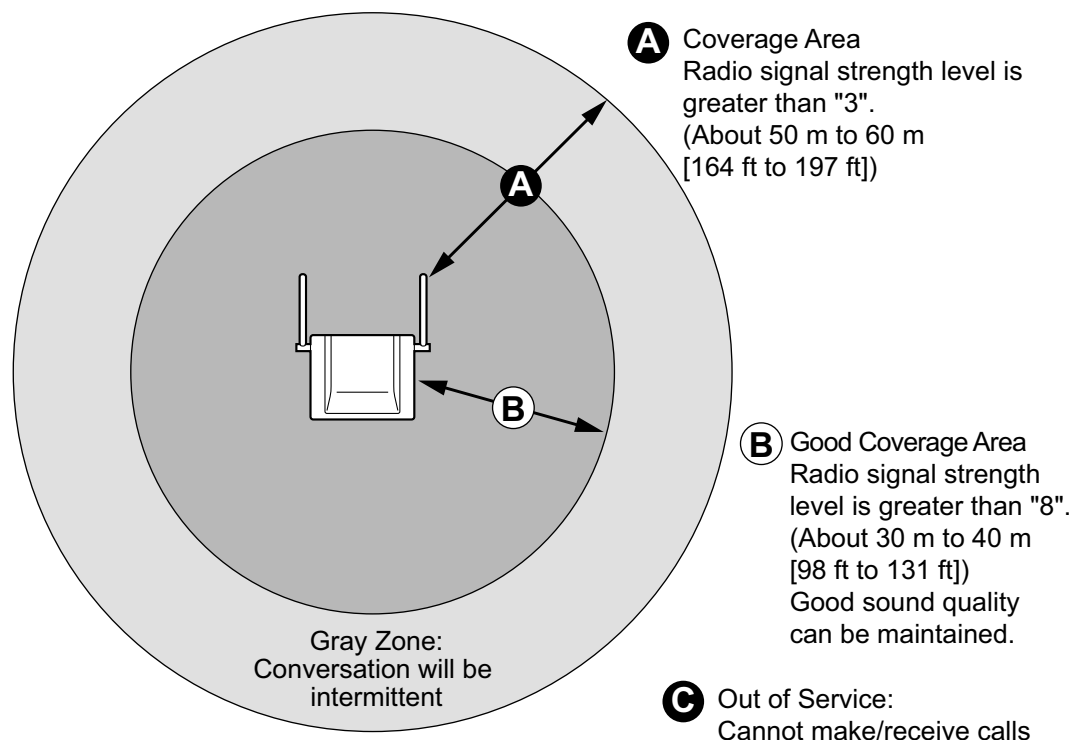 A Coverage Area
Radio signal strength level is
greater than "3".
(About 50 m to 60 m
[164 ft to 197 ft])
A
B
B Good Coverage Area
Radio signal strength
level is greater than "8".
(About 30 m to 40 m
[98 ft to 131 ft])
Good sound quality
can be maintained.
Gray Zone:
Conversation will be
intermittent
C Out of Service:
Cannot make/receive calls